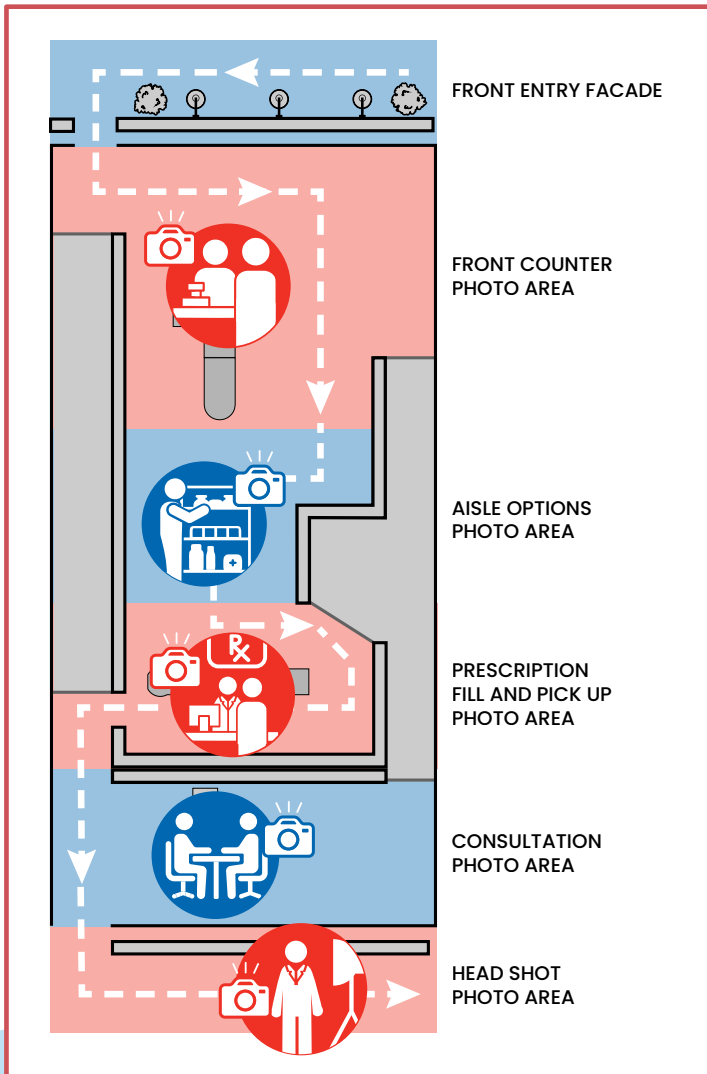 FRONT ENTRY FACADE
FRONT COUNTER
PHOTO AREA
AISLE OPTIONS
PHOTO AREA
Rx
PRESCRIPTION
FILL AND PICK UP
PHOTO AREA
CONSULTATION
PHOTO AREA
HEAD SHOT
PHOTO AREA